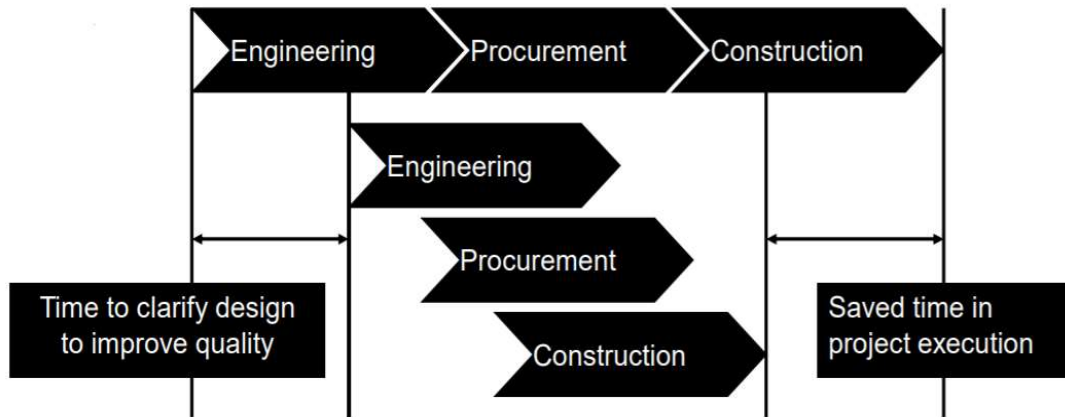 Engineering
Procurement
Construction
Engineering
Procurement
Construction
Time to clarify design
to improve quality
Saved time in
project execution